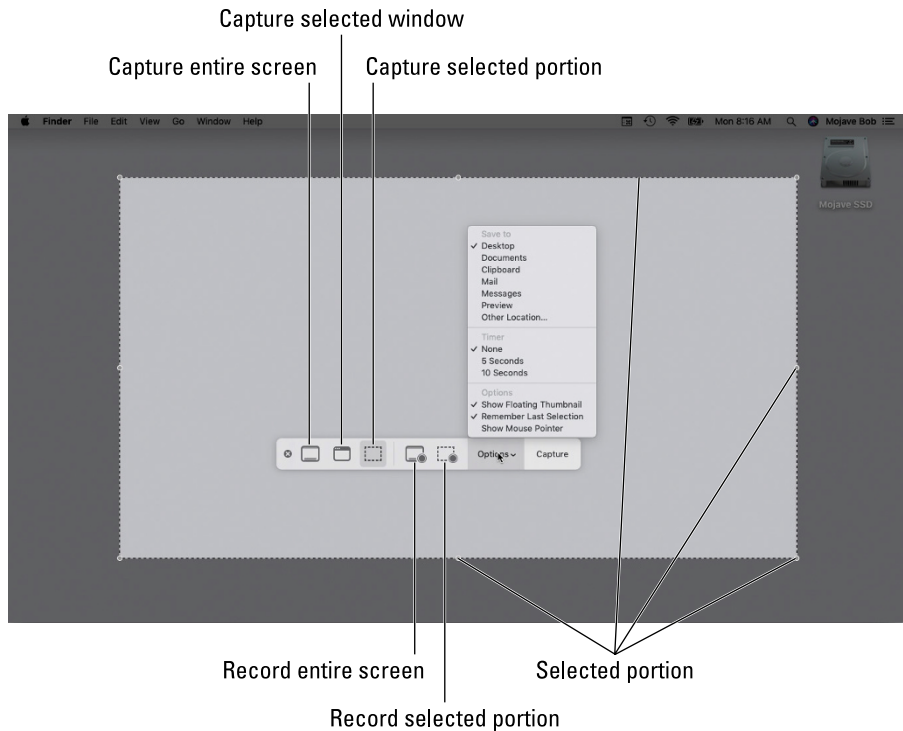 Capture selected window
Capture entire screen
Capture selected portion
Finder File Edit View Go Window Help
Mon 8:16 AM Mojave Bob
Mojave SSD
Save to
✓ Desktop
Documents
Clipboard
Mail
Messages
Preview
Other Location...
Timer
✓ None
5 Seconds
10 Seconds
Options
✓ Show Floating Thumbnail
✓ Remember Last Selection
Show Mouse Pointer
Options Capture
Record entire screen
Selected portion
Record selected portion